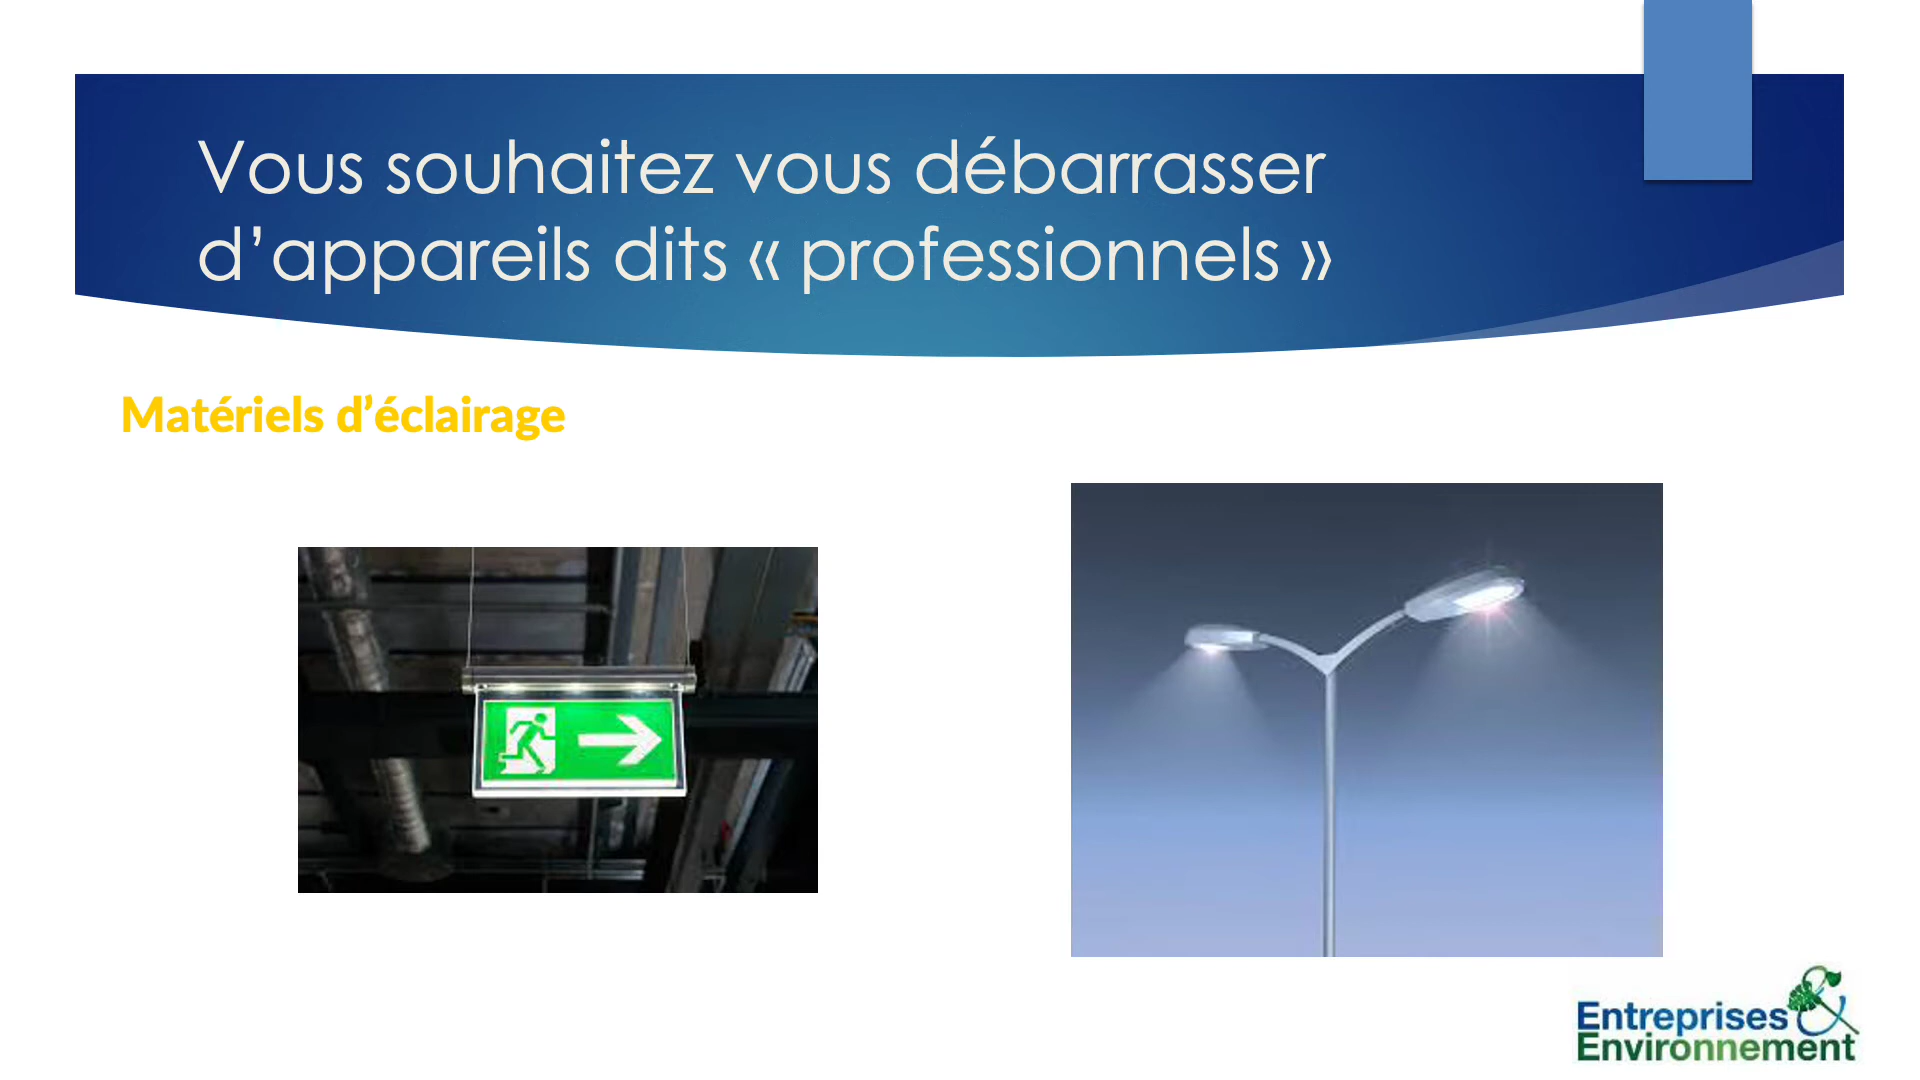 Vous souhaitez vous débarrasser
d’appareils dits « professionnels »
Matériels d’éclairage
Entreprises &
Environnement